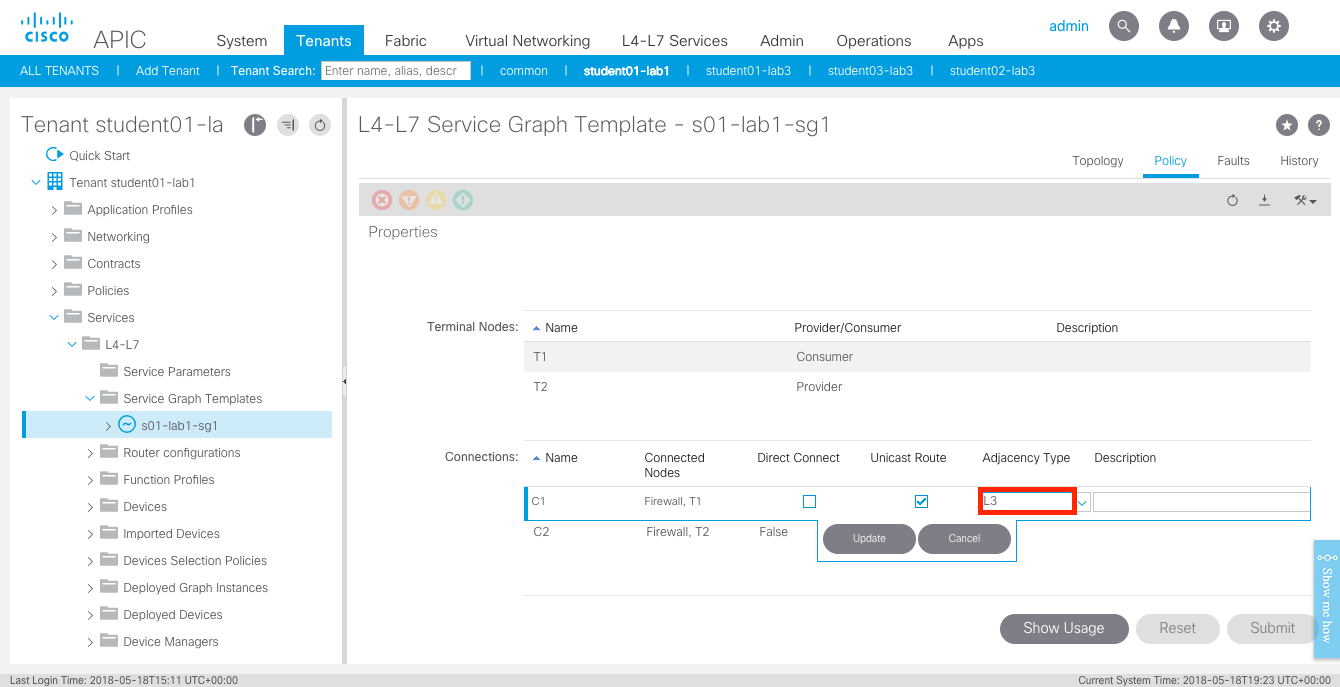 CISCO APIC
System Tenants Fabric Virtual Networking L4-L7 Services Admin Operations Apps
admin
ALL TENANTS | Add Tenant | Tenant Search: Enter name, alias, descr | common | student01-lab1 | student01-lab3 | student03-lab3 | student02-lab3
Tenant student01-la
Quick Start
Tenant student01-lab1
Application Profiles
Networking
Contracts
Policies
Services
L4-L7
Service Parameters
Service Graph Templates
s01-lab1-sg1
Router configurations
Function Profiles
Devices
Imported Devices
Devices Selection Policies
Deployed Graph Instances
Deployed Devices
Device Managers
L4-L7 Service Graph Template - s01-lab1-sg1
Topology Policy Faults History
Properties
Terminal Nodes: Name Provider/Consumer Description
T1 Consumer
T2 Provider
Connections: Name Connected Nodes Direct Connect Unicast Route Adjacency Type Description
C1 Firewall, T1 L3
C2 Firewall, T2 False
Update Cancel
Show Usage Reset Submit
Show me how
Last Login Time: 2018-05-18T15:11 UTC+00:00
Current System Time: 2018-05-18T19:23 UTC+00:00